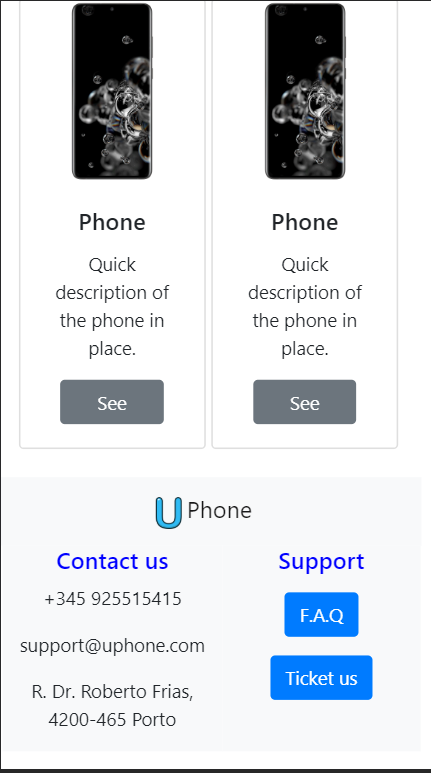 Phone
Quick
description of
the phone in
place.
See
Phone
Quick
description of
the phone in
place.
See
U Phone
Contact us
+345 925515415
support@uphone.com
R. Dr. Roberto Frias,
4200-465 Porto
Support
F.A.Q
Ticket us